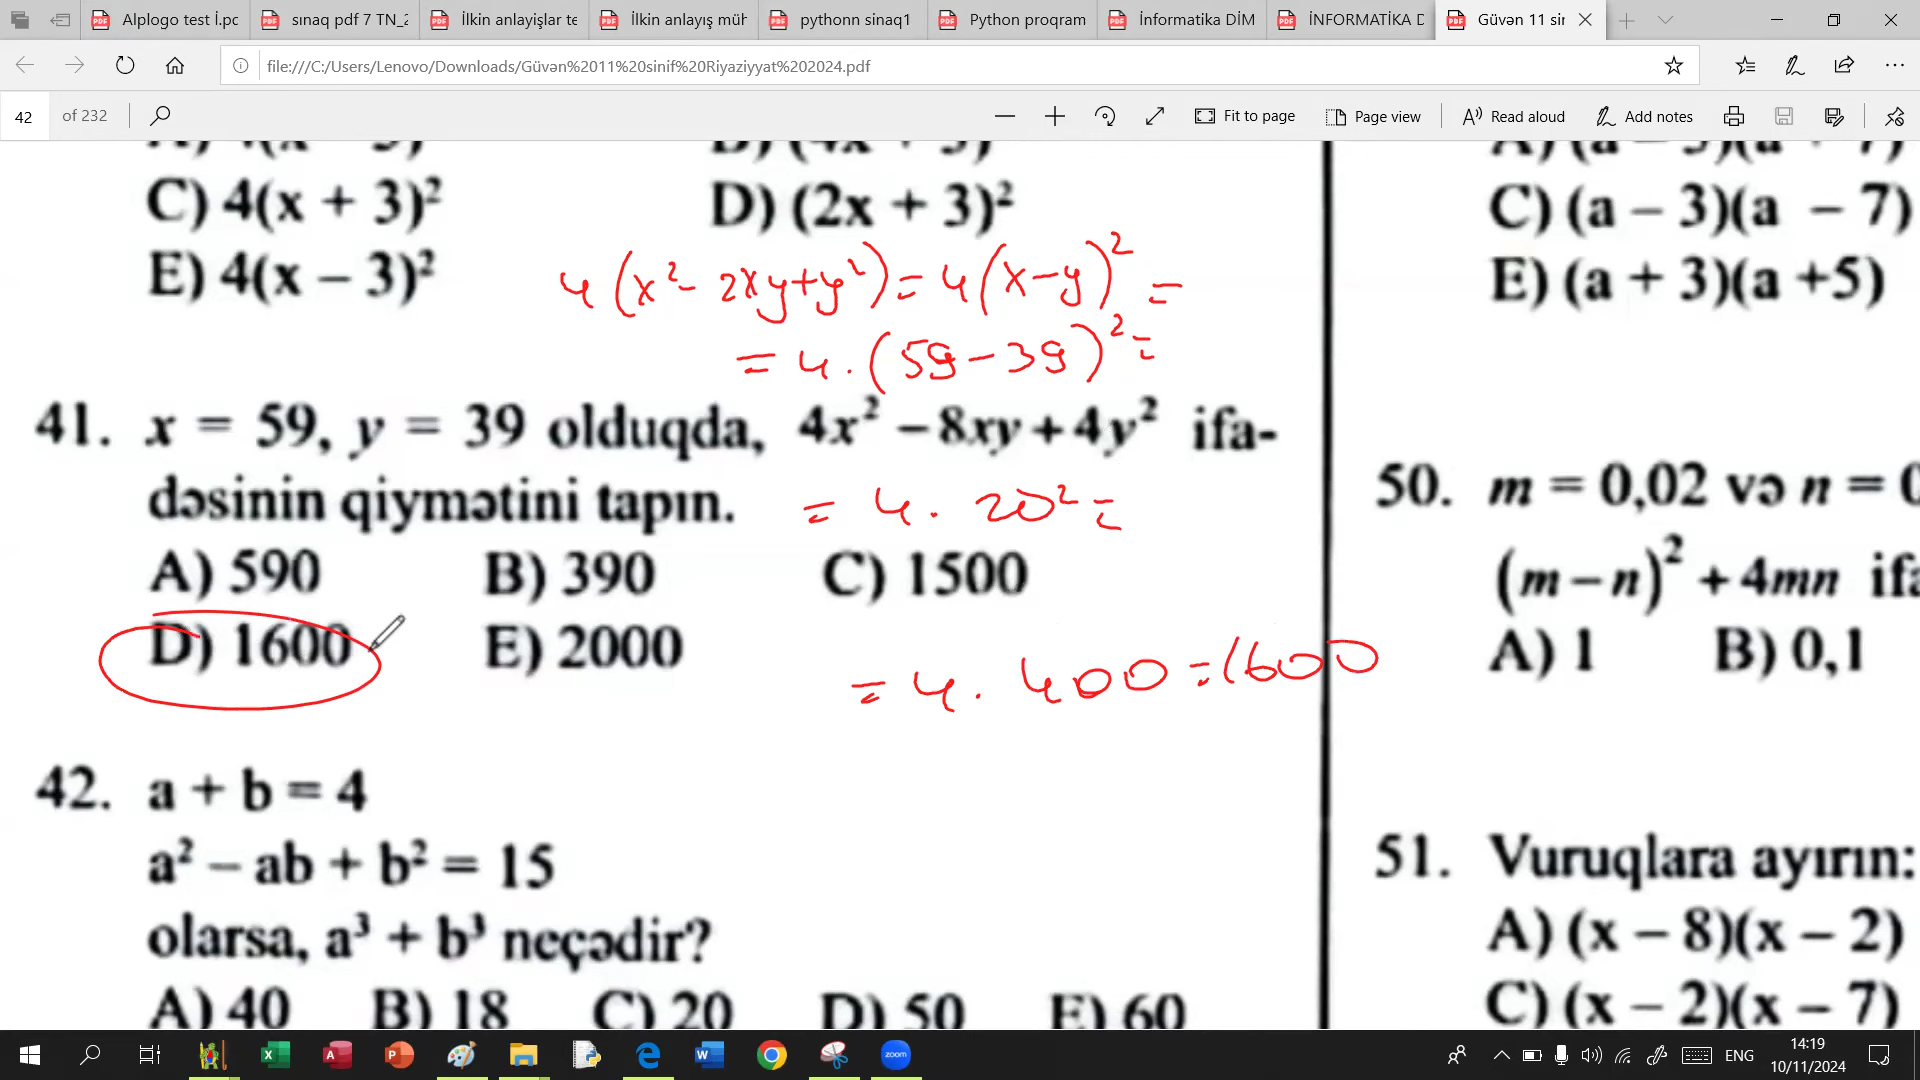 Alplogo test İ.pc
sınaq pdf 7 TN_2
İlkin anlayişlar te
İlkin anlayış müh
pythonn sinaq1
Python proqram
İnformatika DİM
İNFORMATİKA D
Güvən 11 sin
file:///C:/Users/Lenovo/Downloads/Güvən%2011%20sinif%20Riyaziyyat%202024.pdf
42 of 232
Fit to page
Page view
Read aloud
Add notes
C) 4(x + 3)²
D) (2x + 3)²
E) 4(x – 3)²
4(x² - 2xy+y²)=4(x-y)² =
= 4.(59-39)² =
41. x = 59, y = 39 olduqda, 4x² – 8xy + 4y² ifa-
dəsinin qiymətini tapın.
= 4. 20² =
A) 590 B) 390 C) 1500
D) 1600 E) 2000
= 4. 400 = 1600
42. a + b = 4
a² – ab + b² = 15
olarsa, a³ + b³ neçədir?
A) 40 B) 18 C) 20 D) 50 E) 60
C) (a – 3)(a – 7)
E) (a + 3)(a +5)
50. m = 0,02 və n = 0
(m – n)² + 4mn ifa
A) 1 B) 0,1
51. Vuruqlara ayırın:
A) (x – 8)(x – 2)
C) (x – 2)(x – 7)
zoom
ENG
14:19
10/11/2024